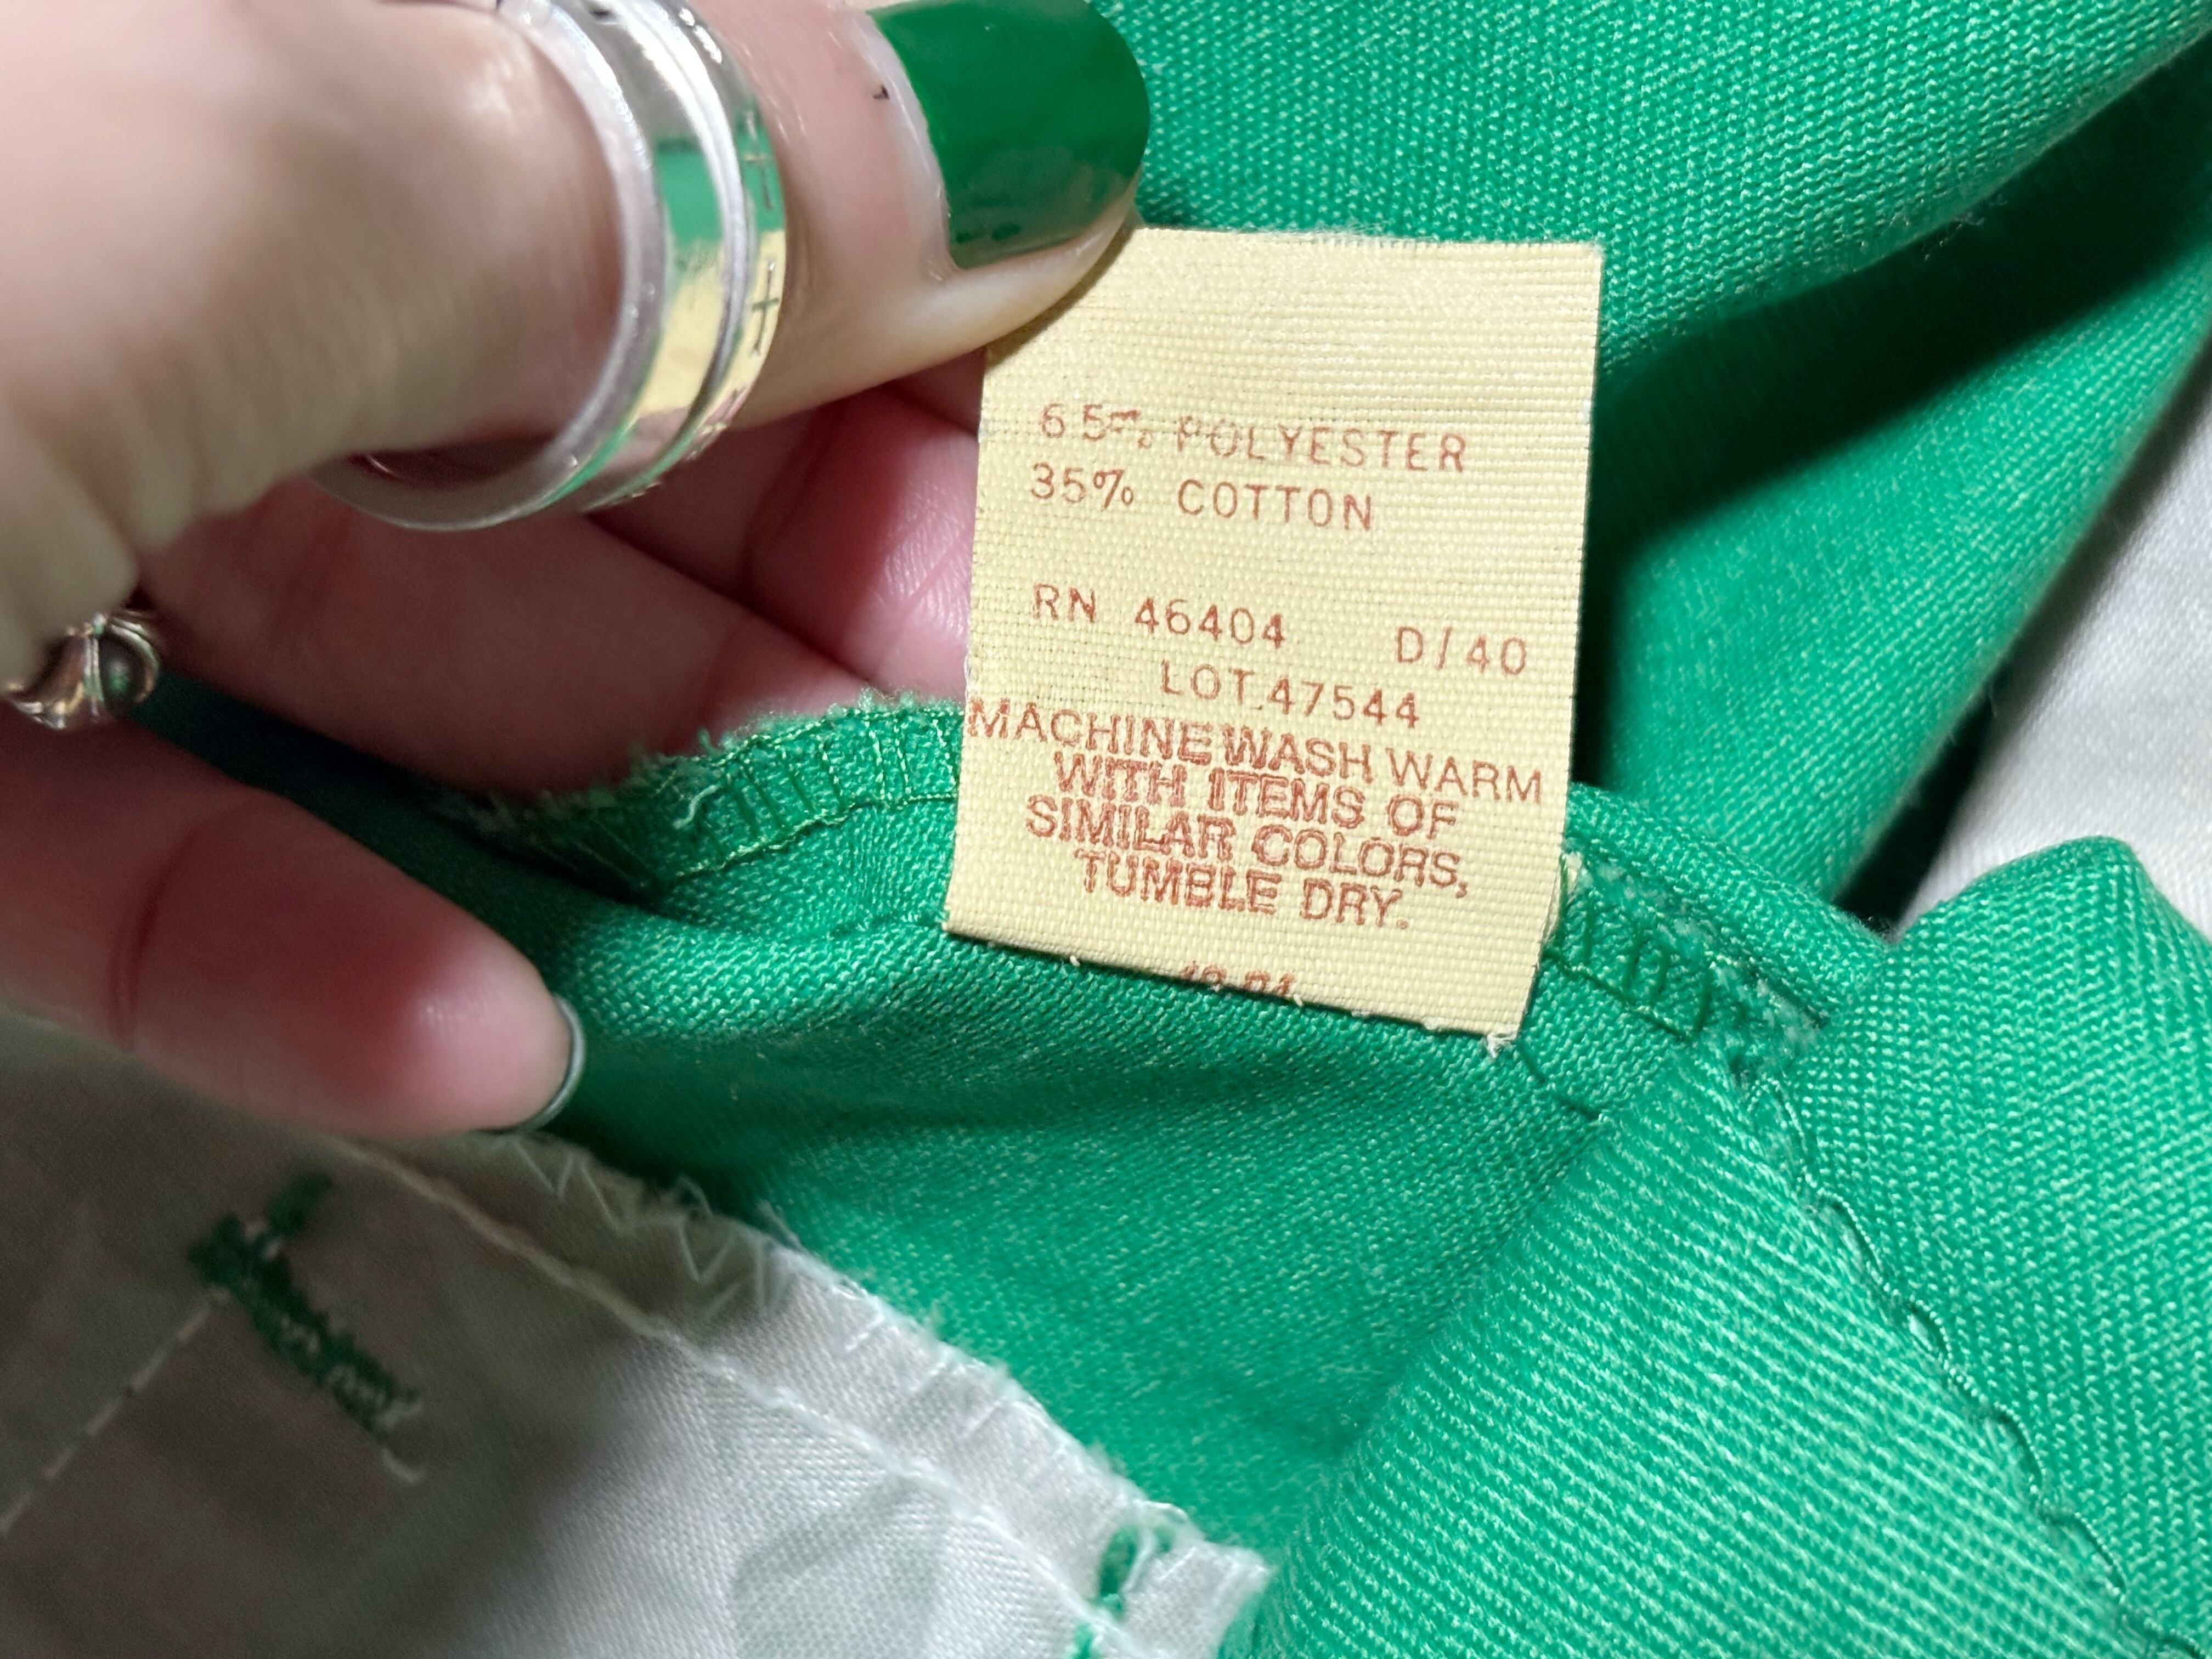 65% POLYESTER
35% COTTON
RN 46404 D/40
LOT.47544
MACHINE WASH WARM
WITH ITEMS OF
SIMILAR COLORS,
TUMBLE DRY.